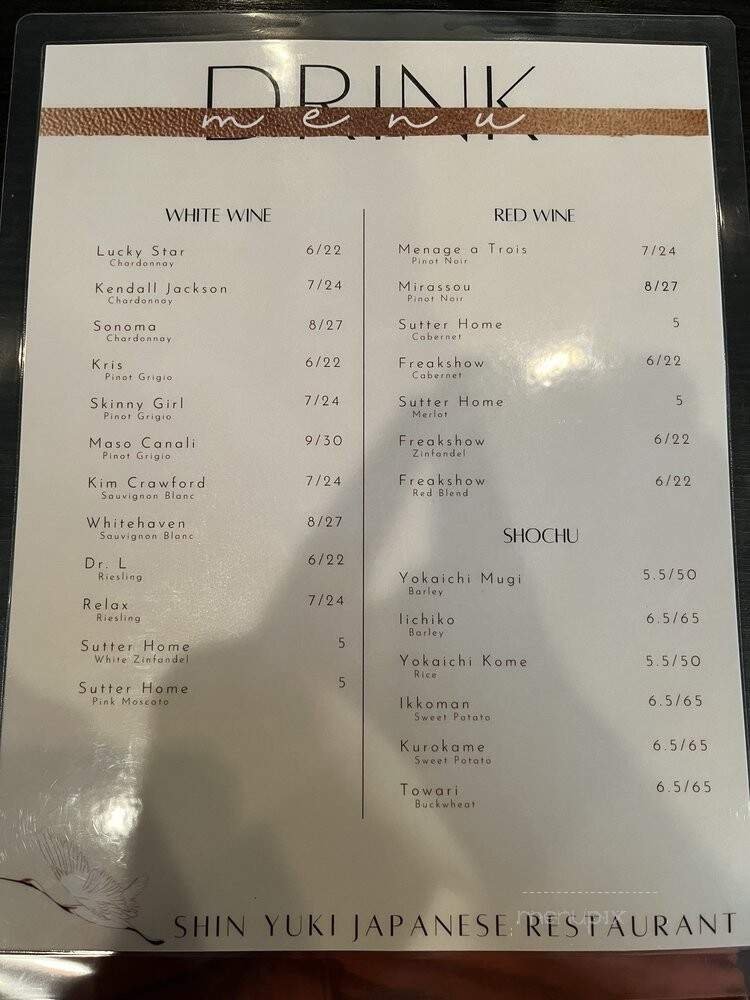 DRINK
menu
WHITE WINE
Lucky Star 6/22
Chardonnay
Kendall Jackson 7/24
Chardonnay
Sonoma 8/27
Chardonnay
Kris 6/22
Pinot Grigio
Skinny Girl 7/24
Pinot Grigio
Maso Canali 9/30
Pinot Grigio
Kim Crawford 7/24
Sauvignon Blanc
Whitehaven 8/27
Sauvignon Blanc
Dr. L 6/22
Riesling
Relax 7/24
Riesling
Sutter Home 5
White Zinfandel
Sutter Home 5
Pink Moscato
RED WINE
Menage a Trois 7/24
Pinot Noir
Mirassou 8/27
Pinot Noir
Sutter Home 5
Cabernet
Freakshow 6/22
Cabernet
Sutter Home 5
Merlot
Freakshow 6/22
Zinfandel
Freakshow 6/22
Red Blend
SHOCHU
Yokaichi Mugi 5.5/50
Barley
Iichiko 6.5/65
Barley
Yokaichi Kome 5.5/50
Rice
Ikkoman 6.5/65
Sweet Potato
Kurokame 6.5/65
Sweet Potato
Towari 6.5/65
Buckwheat
menupix
SHIN YUKI JAPANESE RESTAURANT